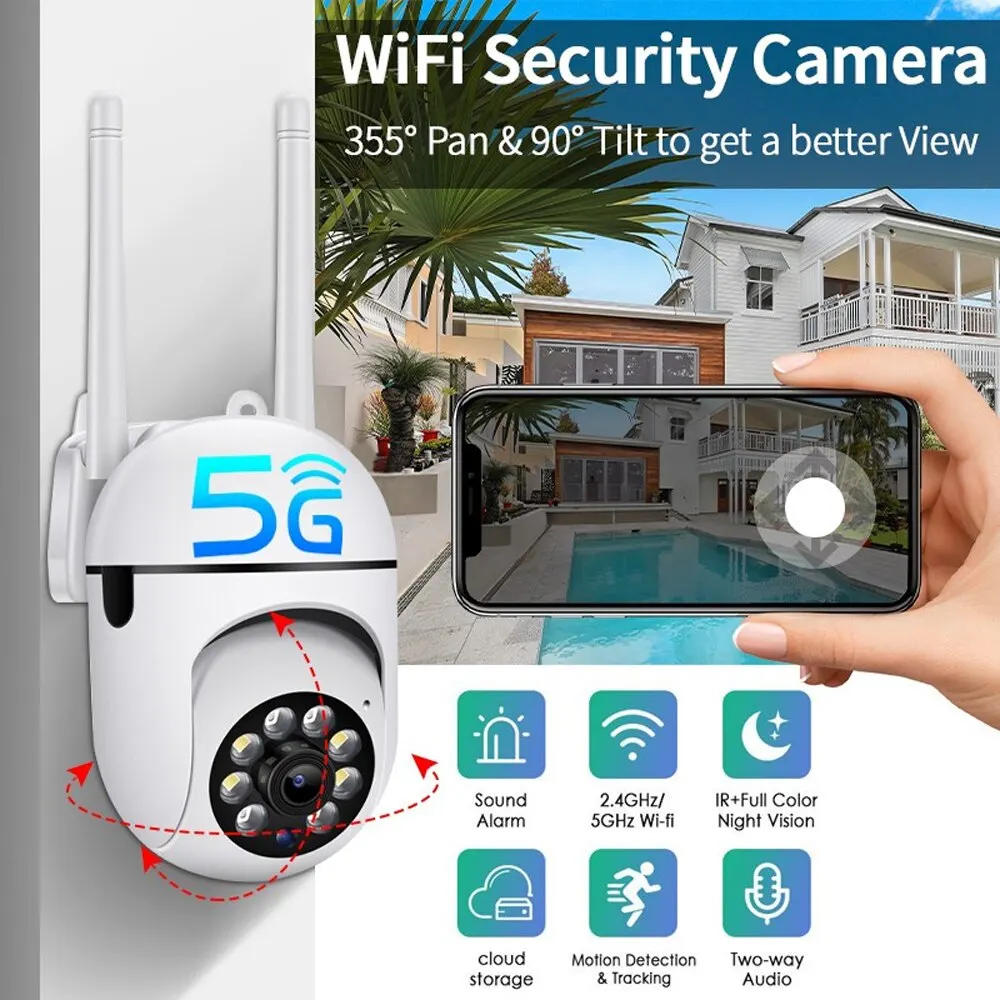 WiFi Security Camera
355° Pan & 90° Tilt to get a better View
5G
Sound
Alarm
2.4GHz/
5GHz Wi-fi
IR+Full Color
Night Vision
cloud
storage
Motion Detection
& Tracking
Two-way
Audio